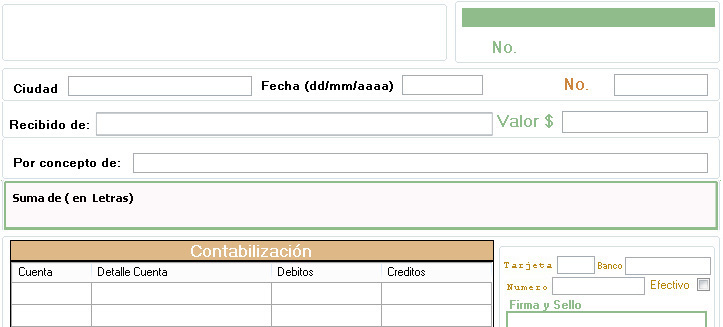 No.
Ciudad Fecha (dd/mm/aaaa) No.
Recibido de: Valor $
Por concepto de:
Suma de ( en Letras)
Contabilización
Cuenta Detalle Cuenta Debitos Creditos
Tarjeta Banco
Numero Efectivo
Firma y Sello